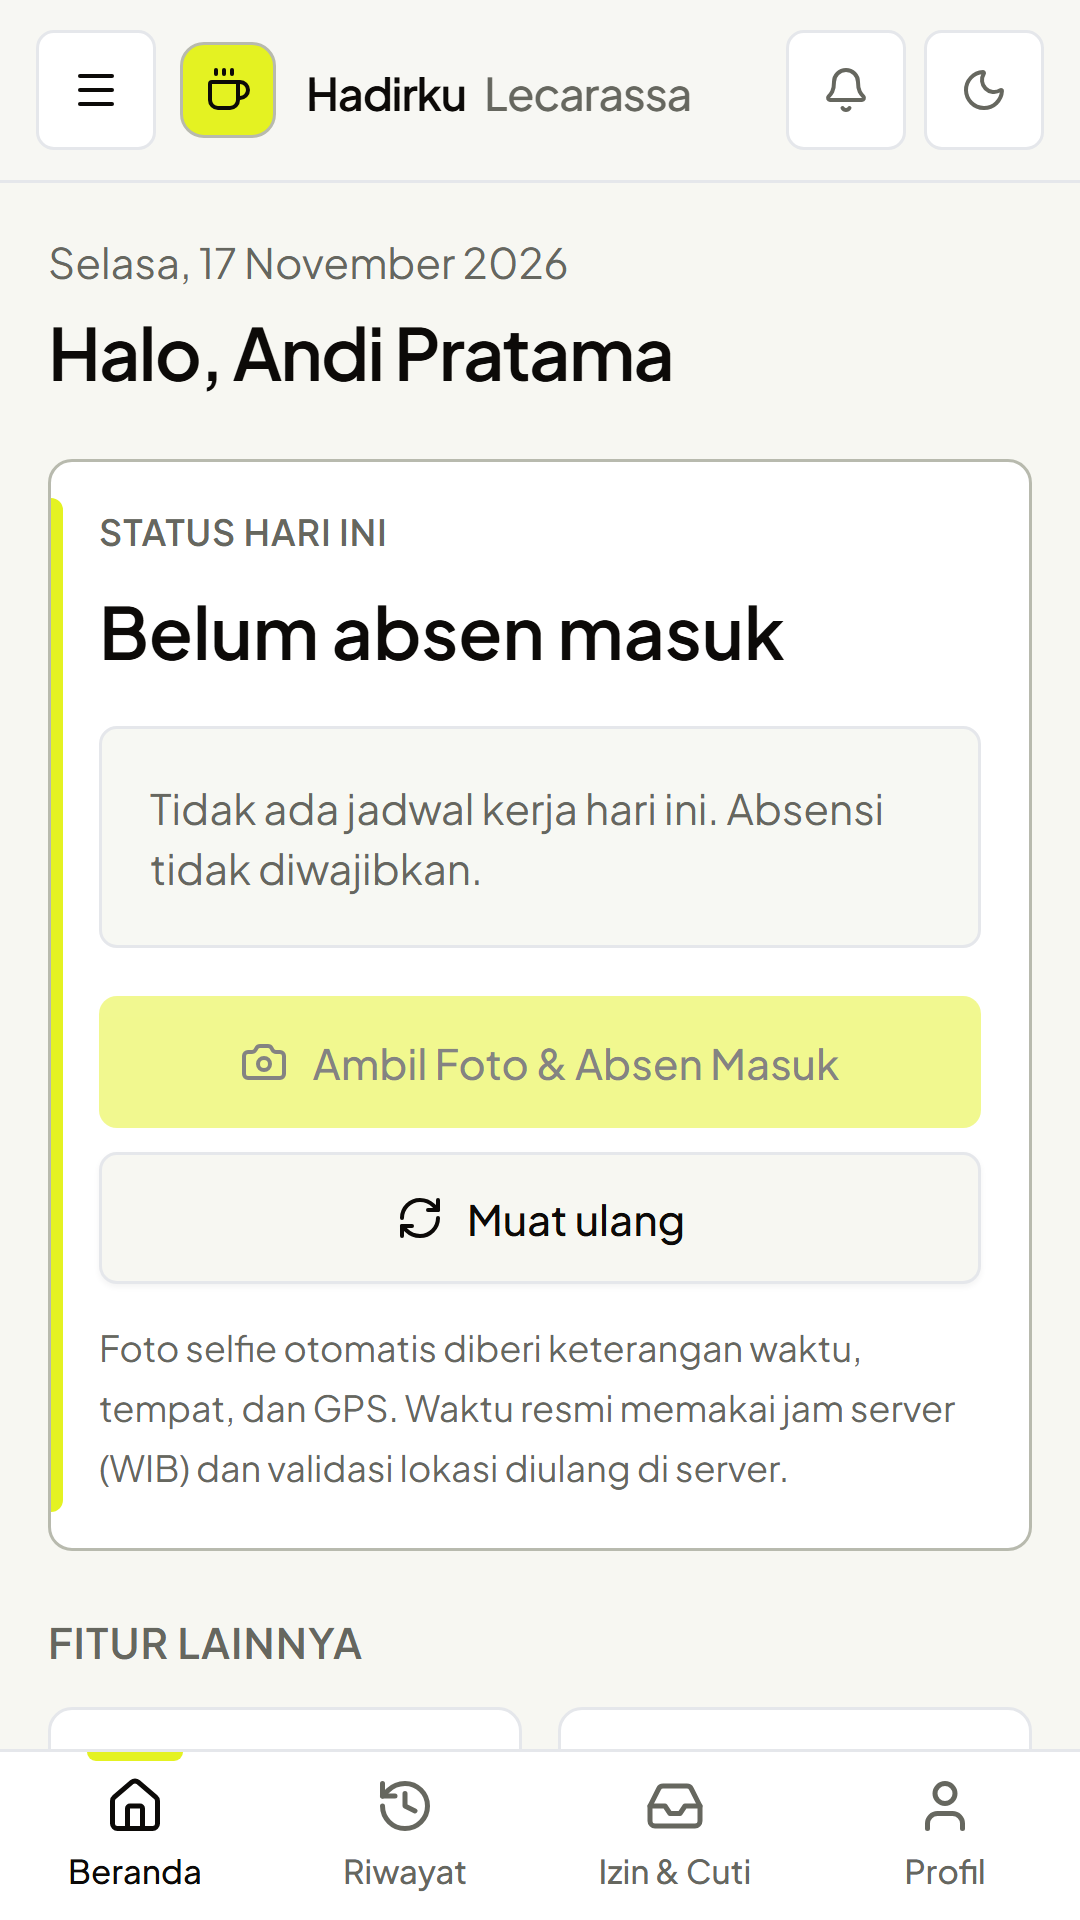 Hadirku Lecarassa
Selasa, 17 November 2026
Halo, Andi Pratama
STATUS HARI INI
Belum absen masuk
Tidak ada jadwal kerja hari ini. Absensi
tidak diwajibkan.
Ambil Foto & Absen Masuk
Muat ulang
Foto selfie otomatis diberi keterangan waktu,
tempat, dan GPS. Waktu resmi memakai jam server
(WIB) dan validasi lokasi diulang di server.
FITUR LAINNYA
Beranda
Riwayat
Izin & Cuti
Profil